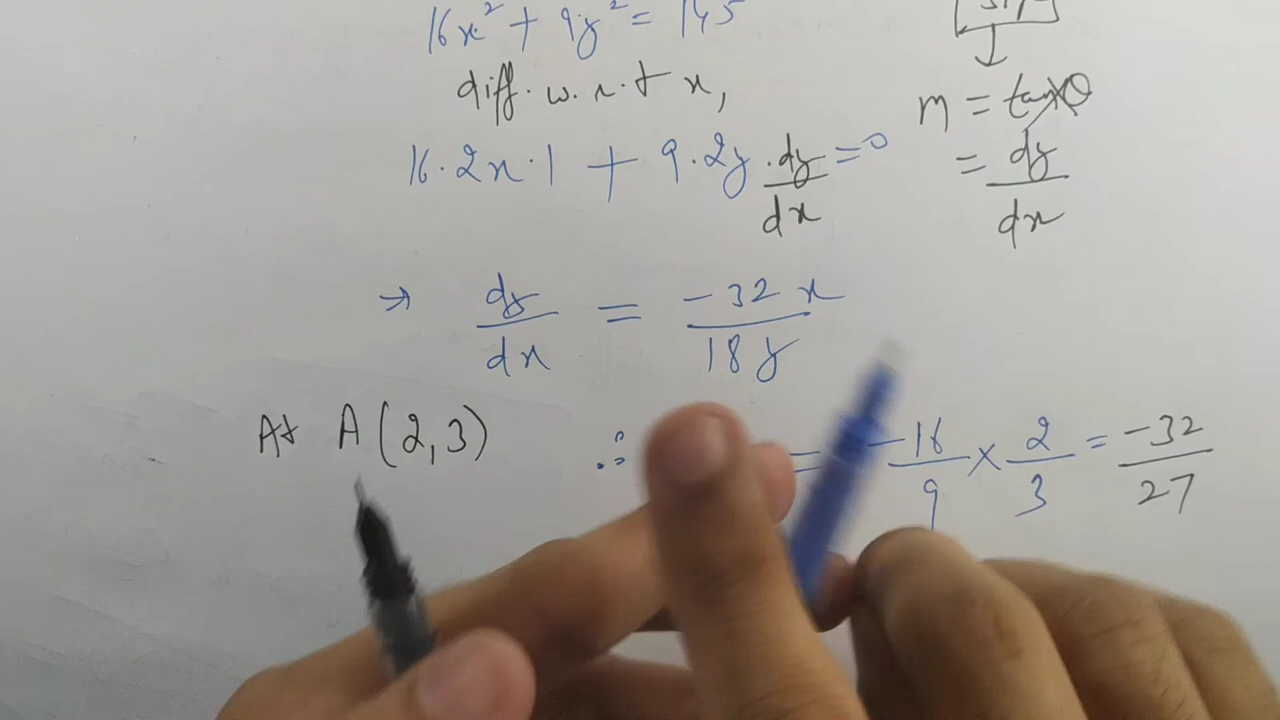 16x² + 9y² = 145
diff. w.r.t x,
16·2x·1 + 9·2y·dy/dx = 0
m = tanθ
= dy/dx
→ dy/dx = -32x/18y
At A(2,3) ∴ = -16/9 × 2/3 = -32/27